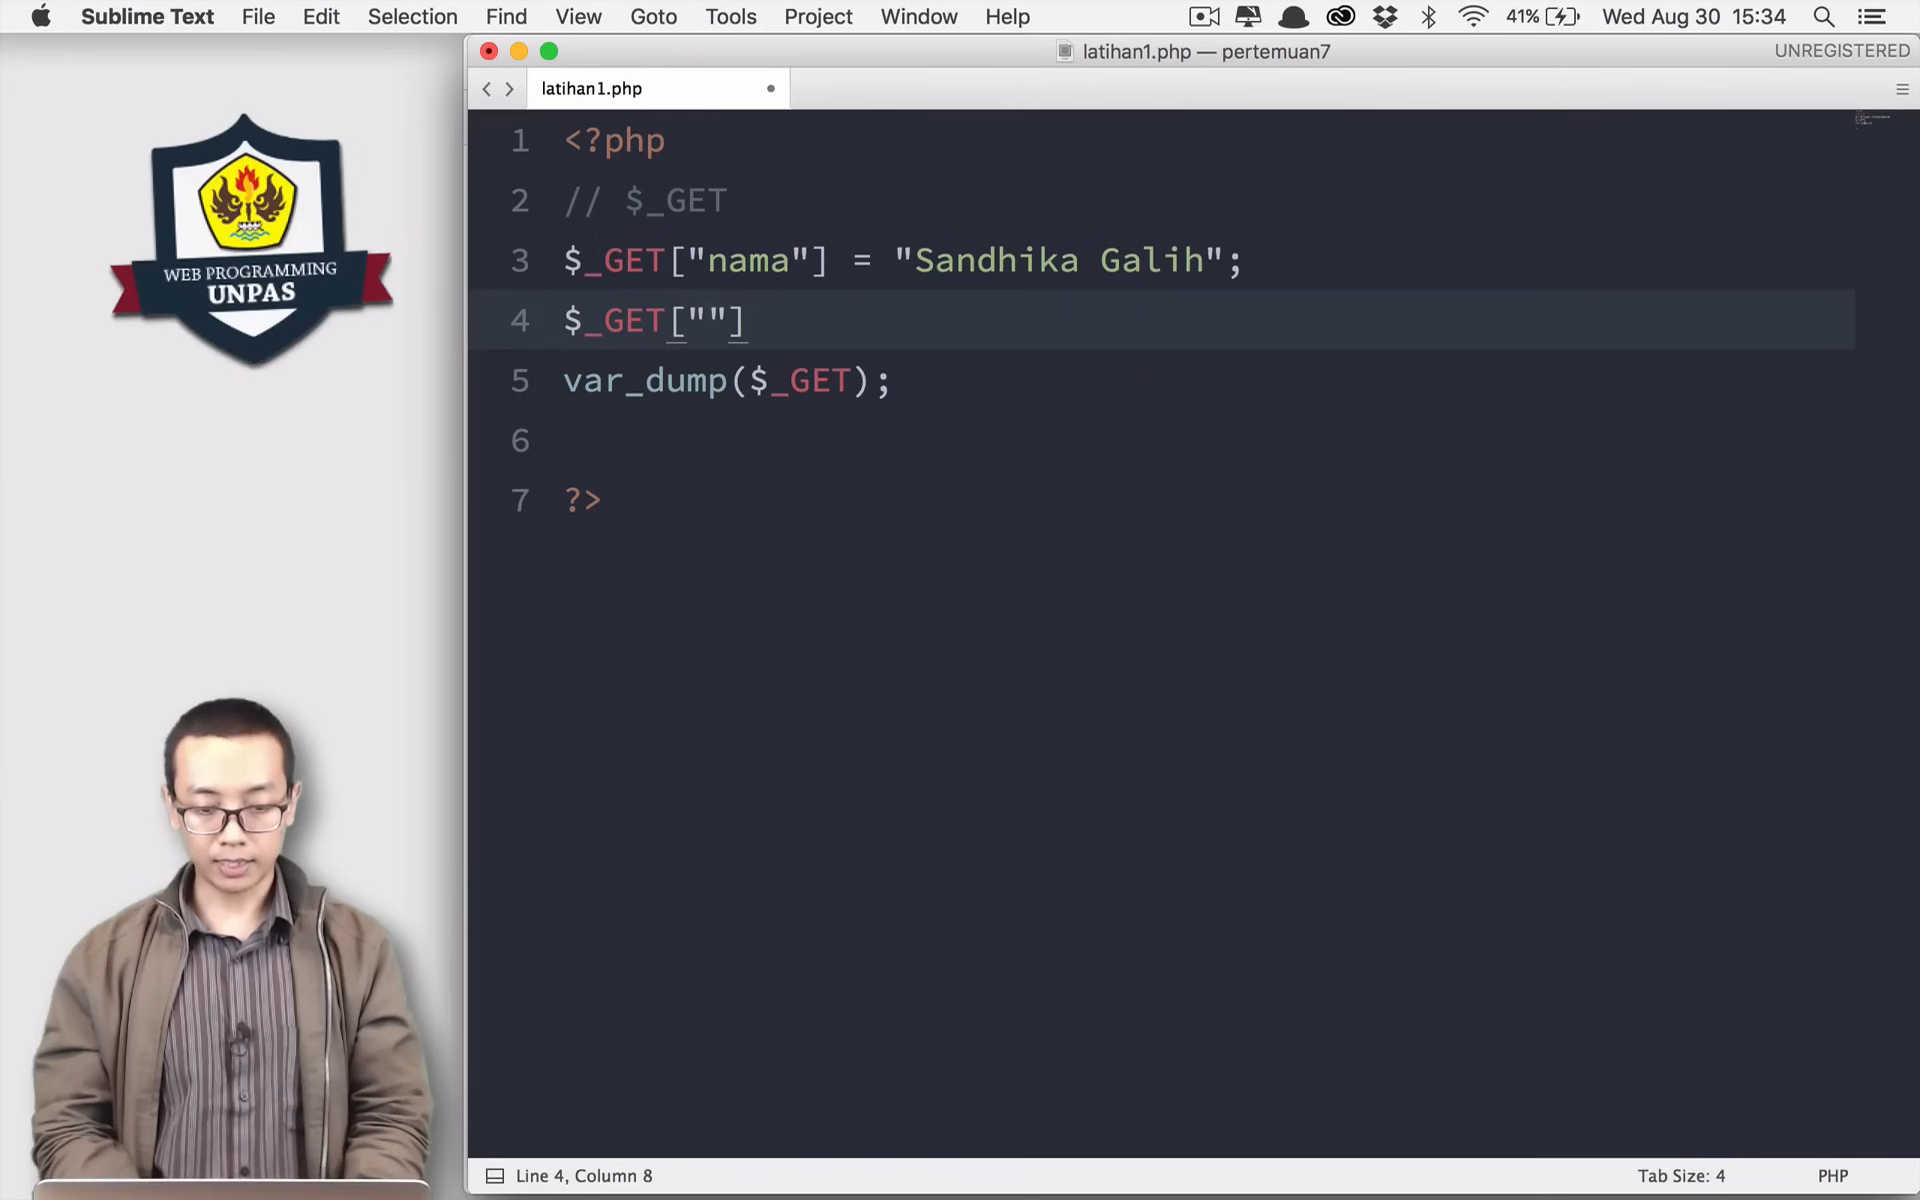 Sublime Text File Edit Selection Find View Goto Tools Project Window Help 41% Wed Aug 30 15:34
latihan1.php — pertemuan7 UNREGISTERED
latihan1.php
WEB PROGRAMMING
UNPAS
1 <?php
2 // $_GET
3 $_GET["nama"] = "Sandhika Galih";
4 $_GET[""]
5 var_dump($_GET);
6
7 ?>
Line 4, Column 8 Tab Size: 4 PHP